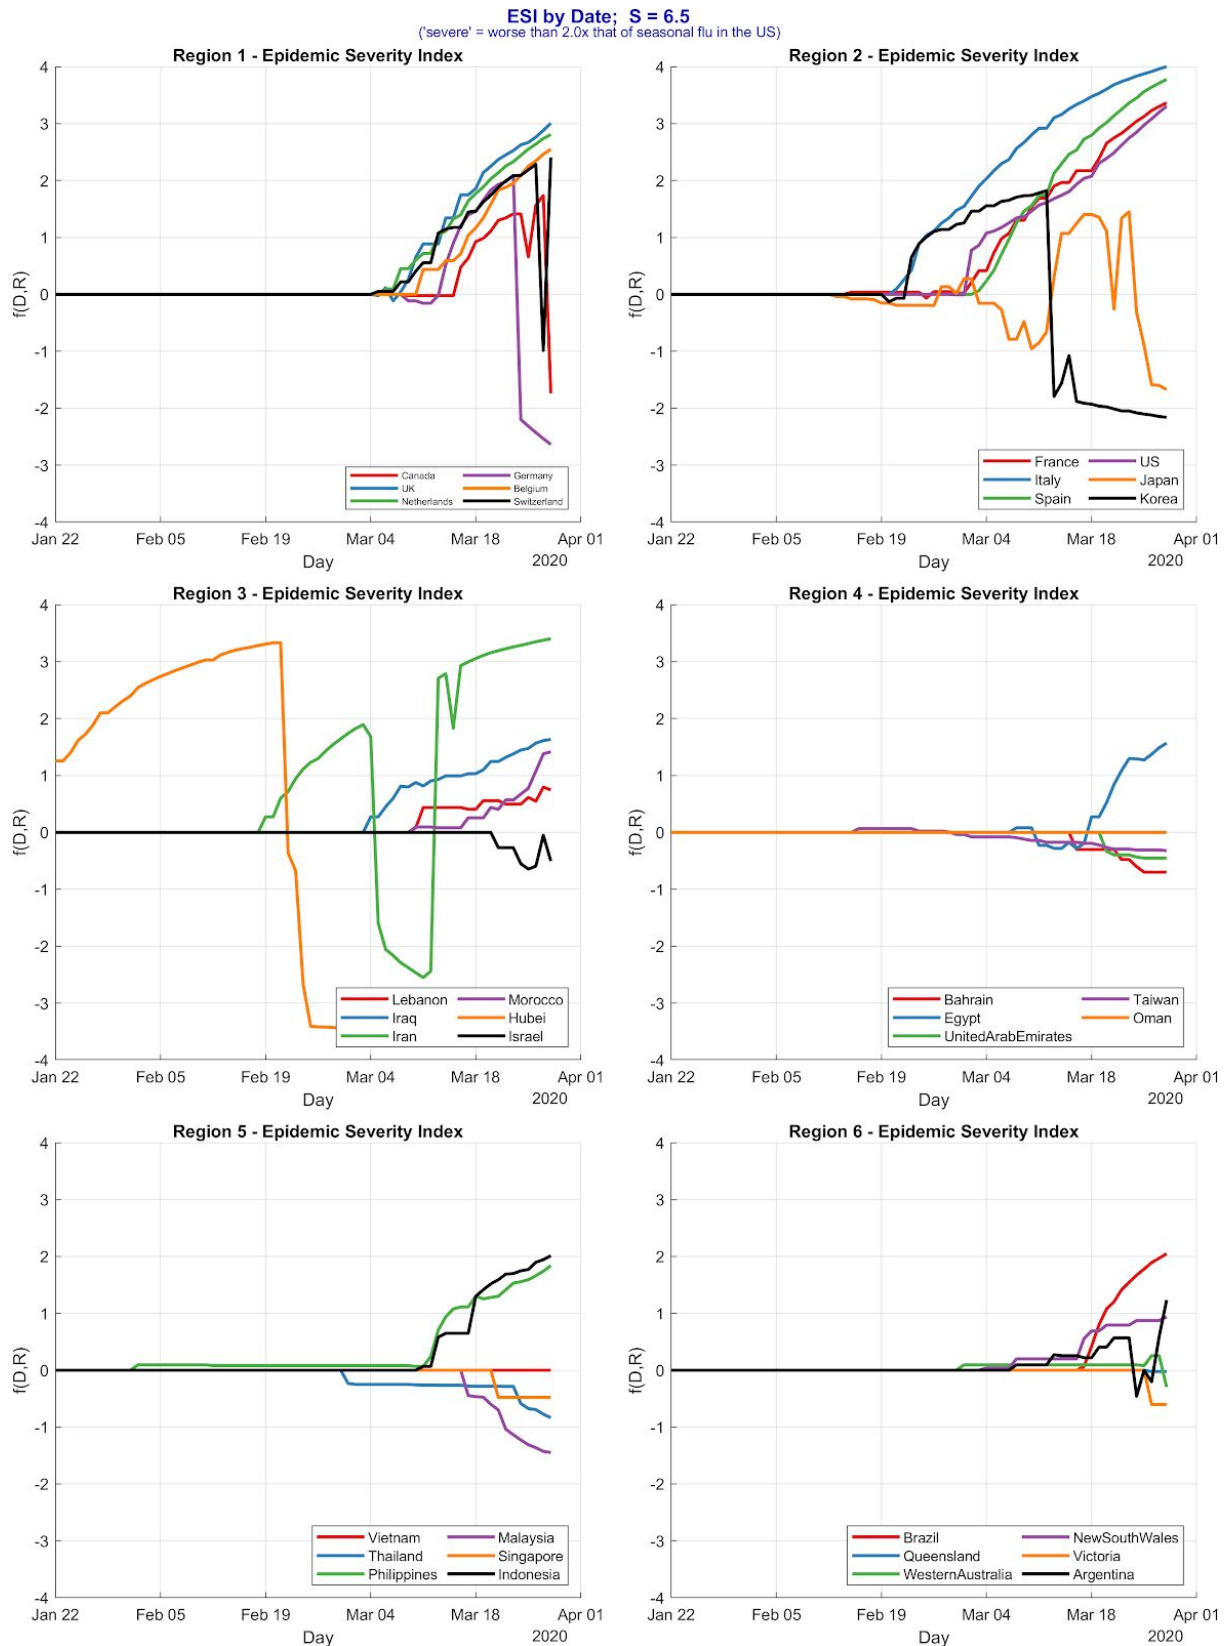 ESI by Date;  S = 6.5
('severe' = worse than 2.0x that of seasonal flu in the US)
Region 1 - Epidemic Severity Index
4
3
2
1
0
-1
-2
-3
-4
f(D,R)
Canada Germany
UK Belgium
Netherlands Switzerland
Jan 22 Feb 05 Feb 19 Mar 04 Mar 18 Apr 01
Day 2020
Region 2 - Epidemic Severity Index
4
3
2
1
0
-1
-2
-3
-4
f(D,R)
France US
Italy Japan
Spain Korea
Jan 22 Feb 05 Feb 19 Mar 04 Mar 18 Apr 01
Day 2020
Region 3 - Epidemic Severity Index
4
3
2
1
0
-1
-2
-3
-4
f(D,R)
Lebanon Morocco
Iraq Hubei
Iran Israel
Jan 22 Feb 05 Feb 19 Mar 04 Mar 18 Apr 01
Day 2020
Region 4 - Epidemic Severity Index
4
3
2
1
0
-1
-2
-3
-4
f(D,R)
Bahrain Taiwan
Egypt Oman
UnitedArabEmirates
Jan 22 Feb 05 Feb 19 Mar 04 Mar 18 Apr 01
Day 2020
Region 5 - Epidemic Severity Index
4
3
2
1
0
-1
-2
-3
-4
f(D,R)
Vietnam Malaysia
Thailand Singapore
Philippines Indonesia
Jan 22 Feb 05 Feb 19 Mar 04 Mar 18 Apr 01
Day 2020
Region 6 - Epidemic Severity Index
4
3
2
1
0
-1
-2
-3
-4
f(D,R)
Brazil NewSouthWales
Queensland Victoria
WesternAustralia Argentina
Jan 22 Feb 05 Feb 19 Mar 04 Mar 18 Apr 01
Day 2020